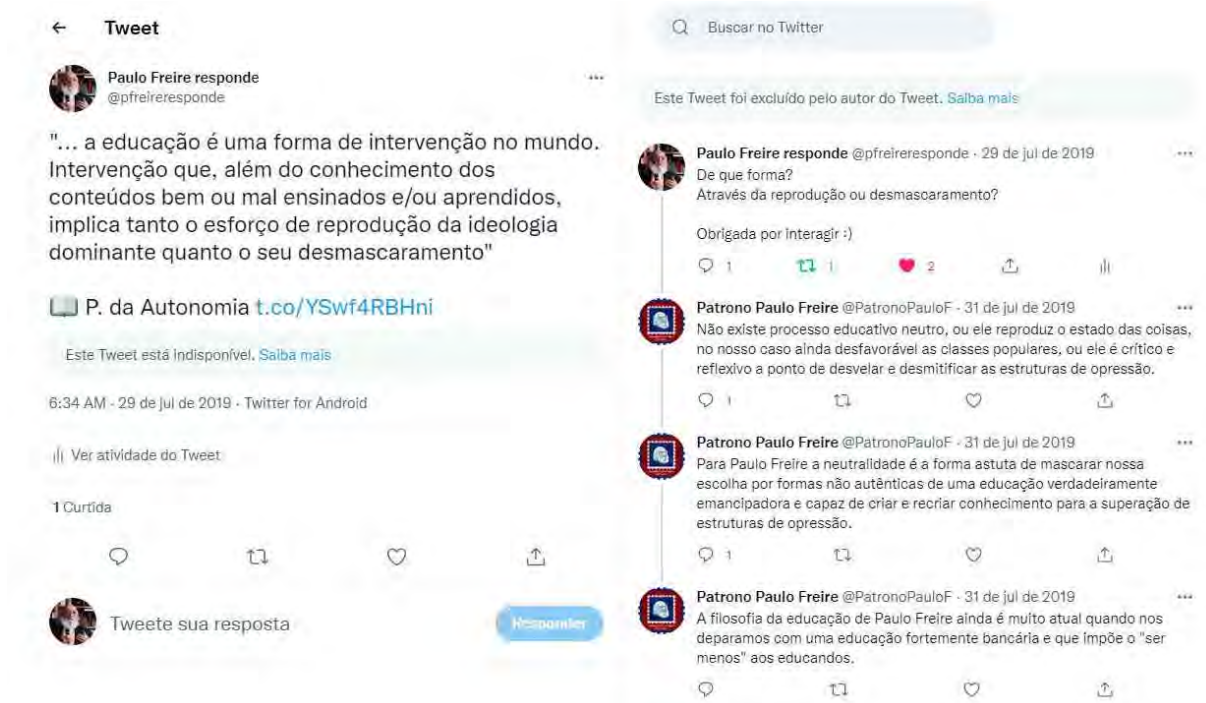 ← Tweet
Paulo Freire responde
@pfreireresponde
"... a educação é uma forma de intervenção no mundo.
Intervenção que, além do conhecimento dos
conteúdos bem ou mal ensinados e/ou aprendidos,
implica tanto o esforço de reprodução da ideologia
dominante quanto o seu desmascaramento"
P. da Autonomia t.co/YSwf4RBHni
Este Tweet está indisponível. Saiba mais
6:34 AM · 29 de jul de 2019 · Twitter for Android
Ver atividade do Tweet
1 Curtida
Tweete sua resposta
Responder
Buscar no Twitter
Este Tweet foi excluído pelo autor do Tweet. Saiba mais
Paulo Freire responde @pfreireresponde · 29 de jul de 2019
De que forma?
Através da reprodução ou desmascaramento?
Obrigada por interagir :)
1 1 2
Patrono Paulo Freire @PatronoPauloF · 31 de jul de 2019
Não existe processo educativo neutro, ou ele reproduz o estado das coisas,
no nosso caso ainda desfavorável as classes populares, ou ele é crítico e
reflexivo a ponto de desvelar e desmitificar as estruturas de opressão.
1
Patrono Paulo Freire @PatronoPauloF · 31 de jul de 2019
Para Paulo Freire a neutralidade é a forma astuta de mascarar nossa
escolha por formas não autênticas de uma educação verdadeiramente
emancipadora e capaz de criar e recriar conhecimento para a superação de
estruturas de opressão.
1
Patrono Paulo Freire @PatronoPauloF · 31 de jul de 2019
A filosofia da educação de Paulo Freire ainda é muito atual quando nos
deparamos com uma educação fortemente bancária e que impõe o "ser
menos" aos educandos.